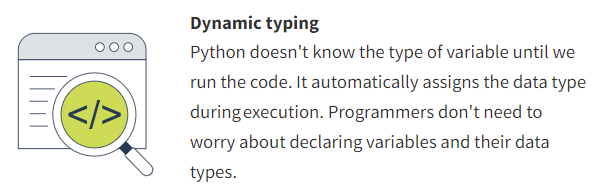 </>
Dynamic typing
Python doesn't know the type of variable until we
run the code. It automatically assigns the data type
during execution. Programmers don't need to
worry about declaring variables and their data
types.